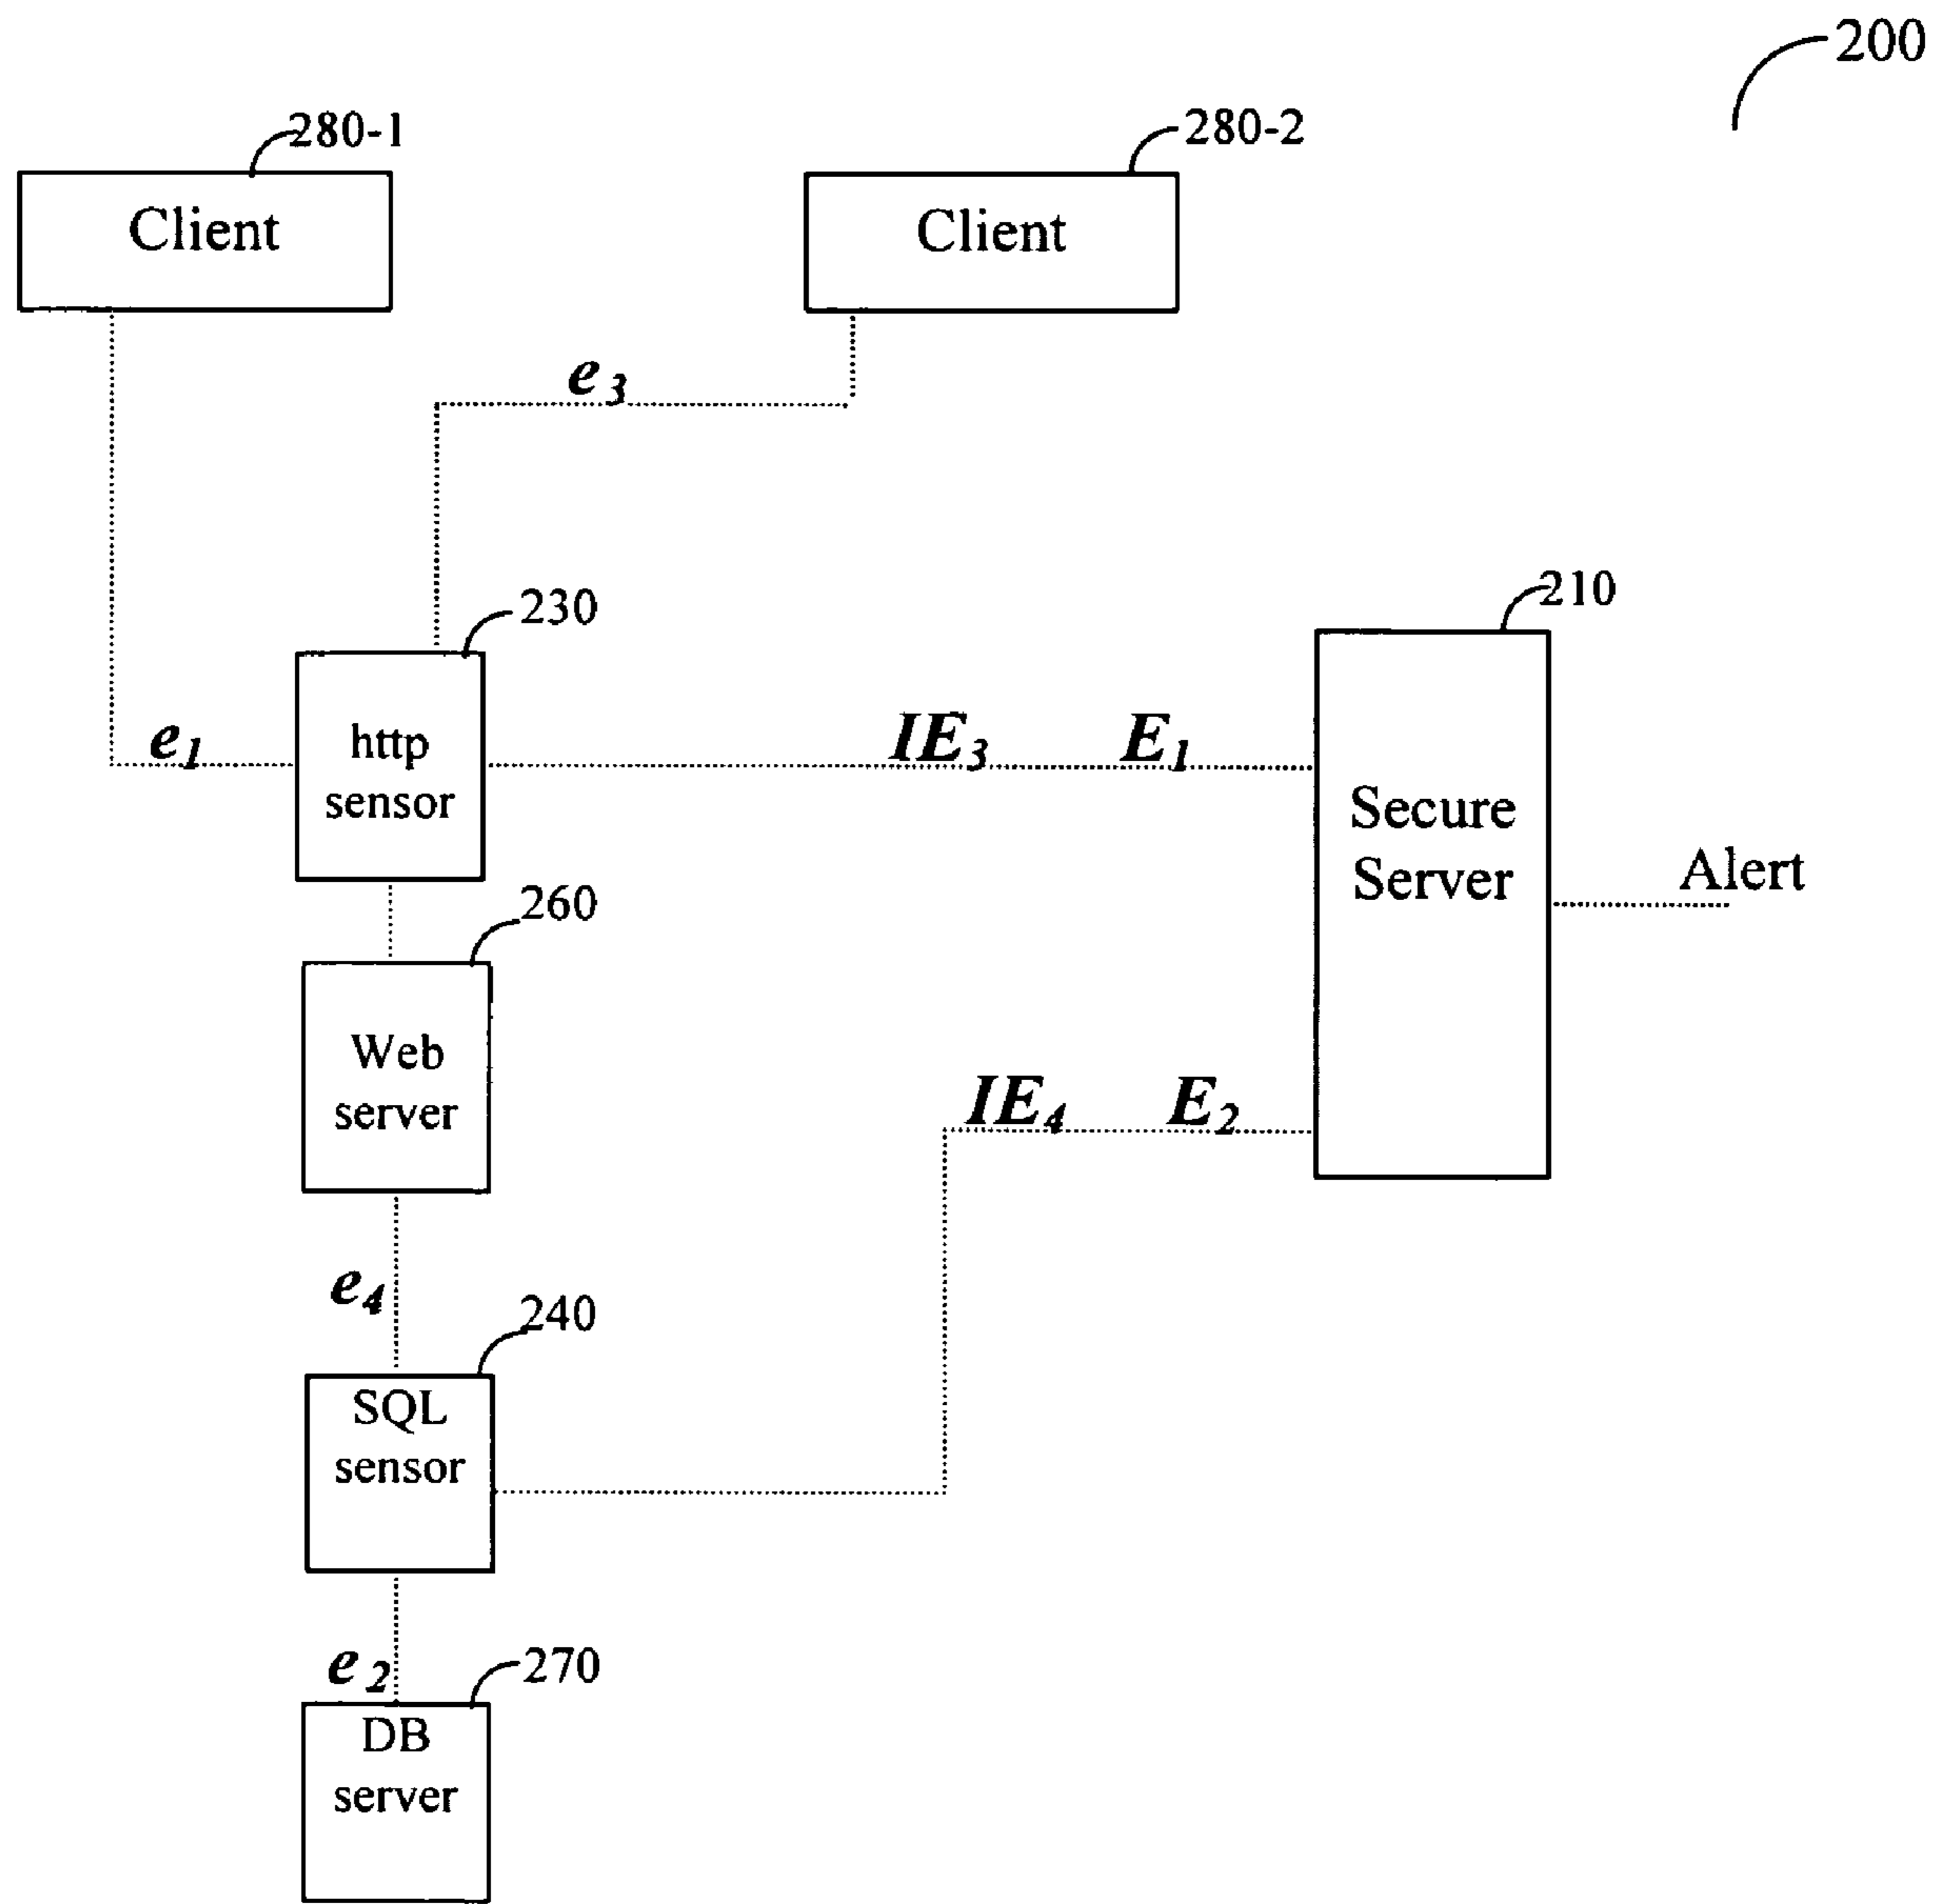 200
280-1
280-2
Client
Client
e3
230
210
http
sensor
e1
IE3
E1
Secure
Server
Alert
260
Web
server
IE4
E2
e4
240
SQL
sensor
e2
270
DB
server